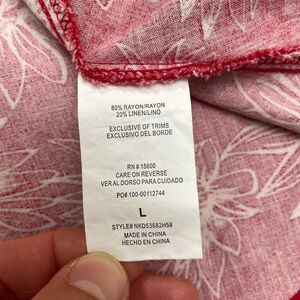 80% RAYON/RAYON
20% LINEN/LINO
EXCLUSIVE OF TRIMS
EXCLUSIVO DEL BORDE
RN # 15600
CARE ON REVERSE
VER AL DORSO PARA CUIDADO
PO# 100-00112744
L
STYLE# NKD53682H58
MADE IN CHINA
HECHO EN CHINA